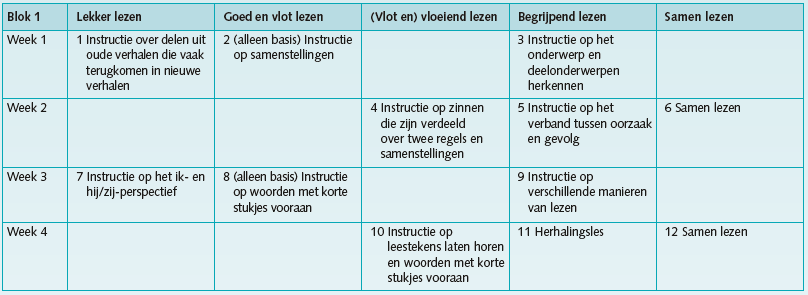 Blok 1 Lekker lezen Goed en vlot lezen (Vlot en) vloeiend lezen Begrijpend lezen Samen lezen
Week 1
1 Instructie over delen uit
oude verhalen die vaak
terugkomen in nieuwe
verhalen
2 (alleen basis) Instructie
op samenstellingen
3 Instructie op het
onderwerp en
deelonderwerpen
herkennen
Week 2
4 Instructie op zinnen
die zijn verdeeld
over twee regels en
samenstellingen
5 Instructie op het
verband tussen oorzaak
en gevolg
6 Samen lezen
Week 3
7 Instructie op het ik- en
hij/zij-perspectief
8 (alleen basis) Instructie
op woorden met korte
stukjes vooraan
9 Instructie op
verschillende manieren
van lezen
Week 4
10 Instructie op
leestekens laten horen
en woorden met korte
stukjes vooraan
11 Herhalingsles
12 Samen lezen